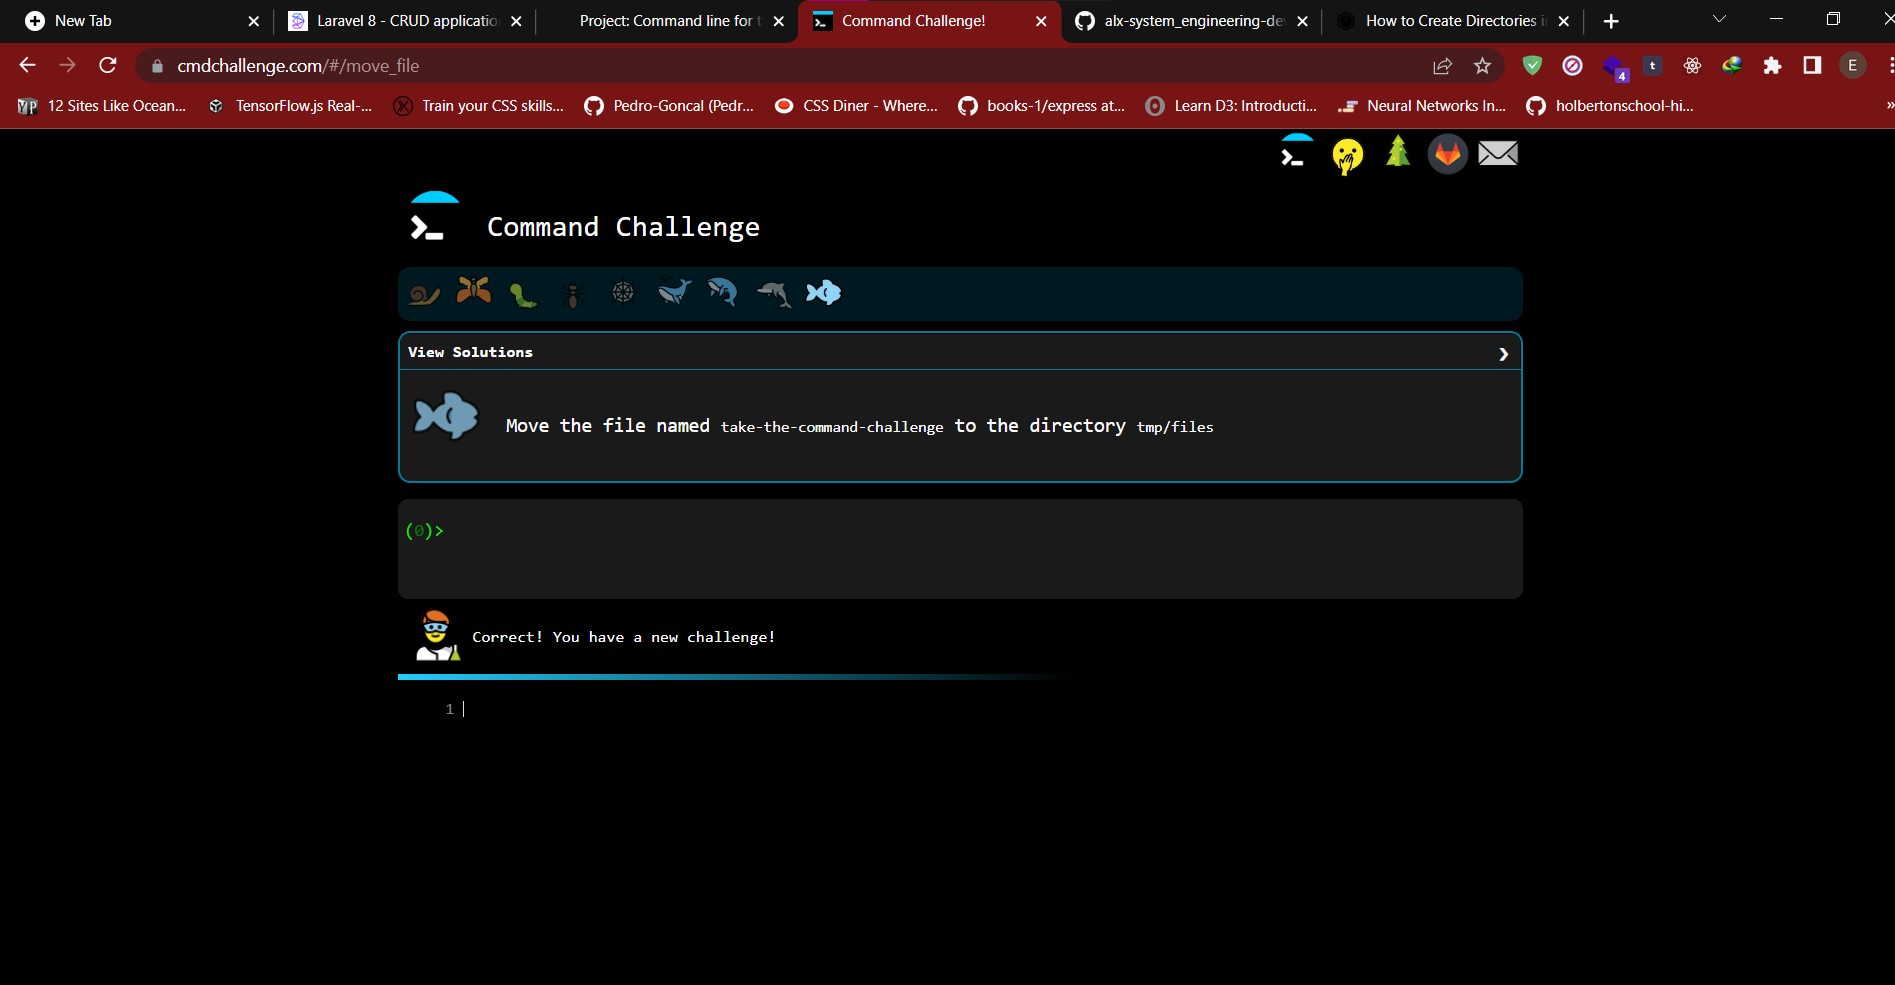 New Tab
Laravel 8 - CRUD applicatio
Project: Command line for t
Command Challenge!
alx-system_engineering-de
How to Create Directories i
cmdchallenge.com/#/move_file
4
t
E
YP
12 Sites Like Ocean...
TensorFlow.js Real-...
Train your CSS skills...
Pedro-Goncal (Pedr...
CSS Diner - Where...
books-1/express at...
Learn D3: Introducti...
Neural Networks In...
holbertonschool-hi...
»
Command Challenge
View Solutions
Move the file named take-the-command-challenge to the directory tmp/files
(0)>
Correct! You have a new challenge!
1